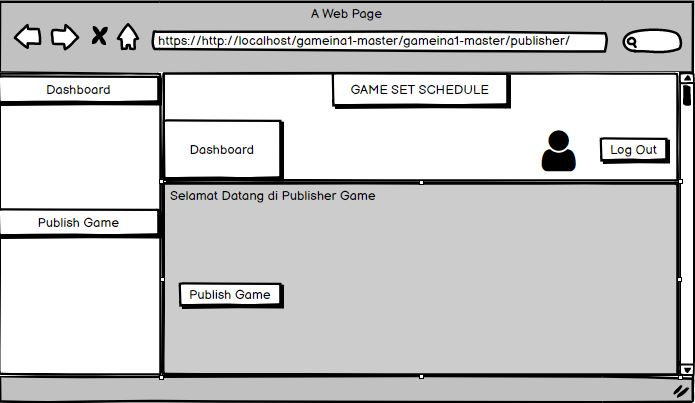 A Web Page
https://http://localhost/gameina1-master/gameina1-master/publisher/
Dashboard
GAME SET SCHEDULE
Dashboard
Log Out
Selamat Datang di Publisher Game
Publish Game
Publish Game